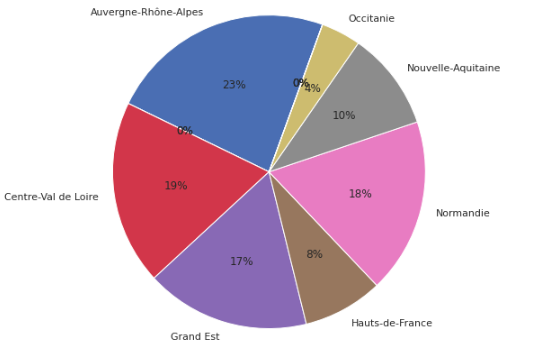 Auvergne-Rhône-Alpes
Occitanie
Nouvelle-Aquitaine
23%
0%
0%
4%
10%
0%
19%
18%
Centre-Val de Loire
Normandie
17%
8%
Grand Est
Hauts-de-France